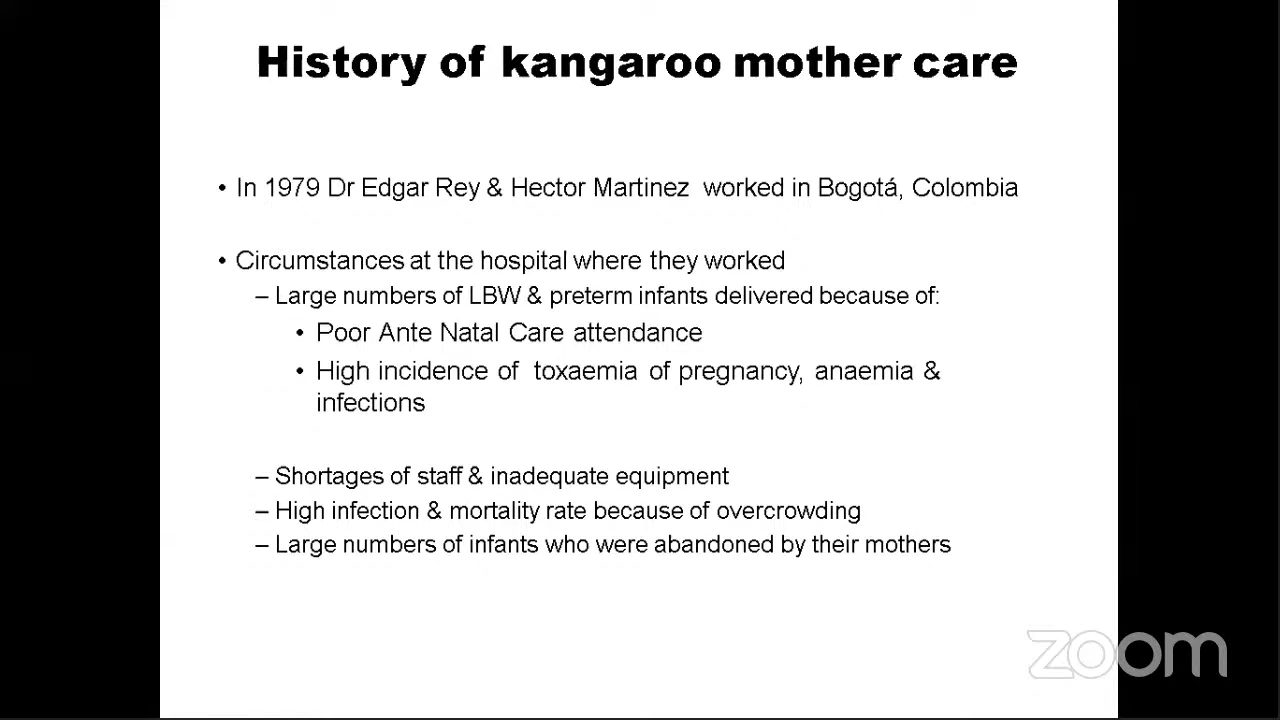 History of kangaroo mother care
• In 1979 Dr Edgar Rey & Hector Martinez worked in Bogotá, Colombia
• Circumstances at the hospital where they worked
– Large numbers of LBW & preterm infants delivered because of:
• Poor Ante Natal Care attendance
• High incidence of toxaemia of pregnancy, anaemia &
infections
– Shortages of staff & inadequate equipment
– High infection & mortality rate because of overcrowding
– Large numbers of infants who were abandoned by their mothers
zoom